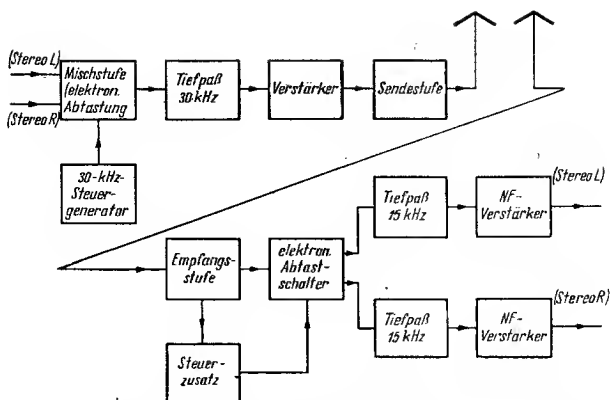 (Stereo L)
Mischstufe
(elektron.
Abtastung
(Stereo R)
Tiefpaß
30 kHz
Verstärker
Sendestufe
30-kHz-
Steuer-
generator
Empfangs-
stufe
elektron.
Abtast-
schalter
Steuer-
zusatz
Tiefpaß
15 kHz
NF-
Verstärker
(Stereo L)
Tiefpaß
15 kHz
NF-
Verstärker
(Stereo R)